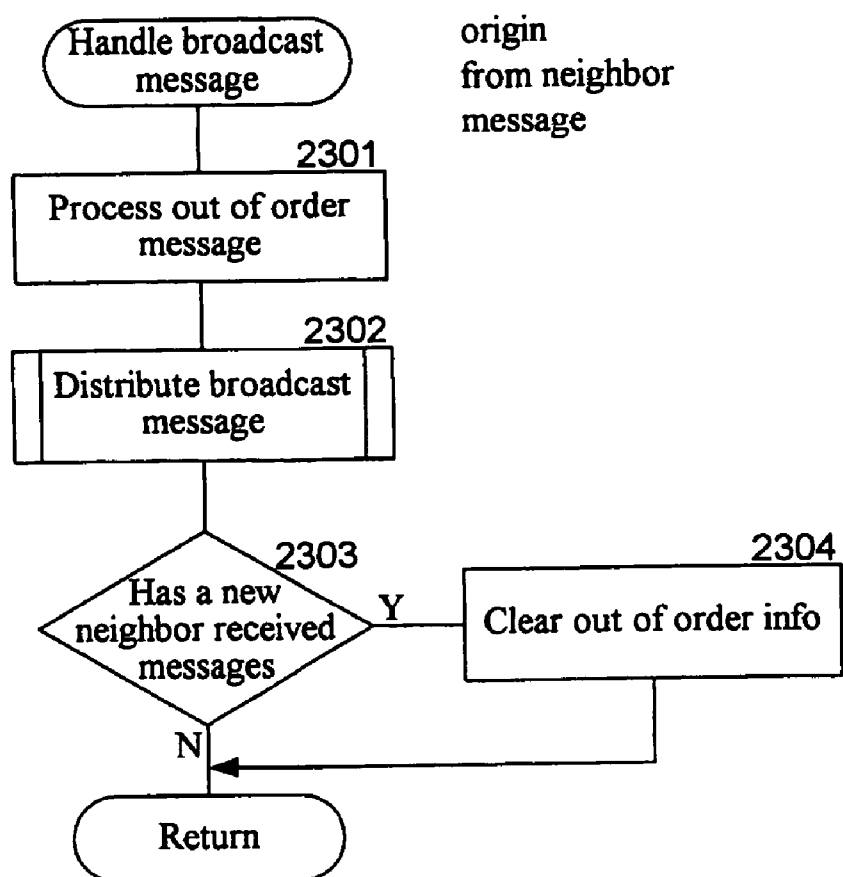 Handle broadcast
message
origin
from neighbor
message
2301
Process out of order
message
2302
Distribute broadcast
message
2303
Has a new
neighbor received
messages
Y
2304
Clear out of order info
N
Return